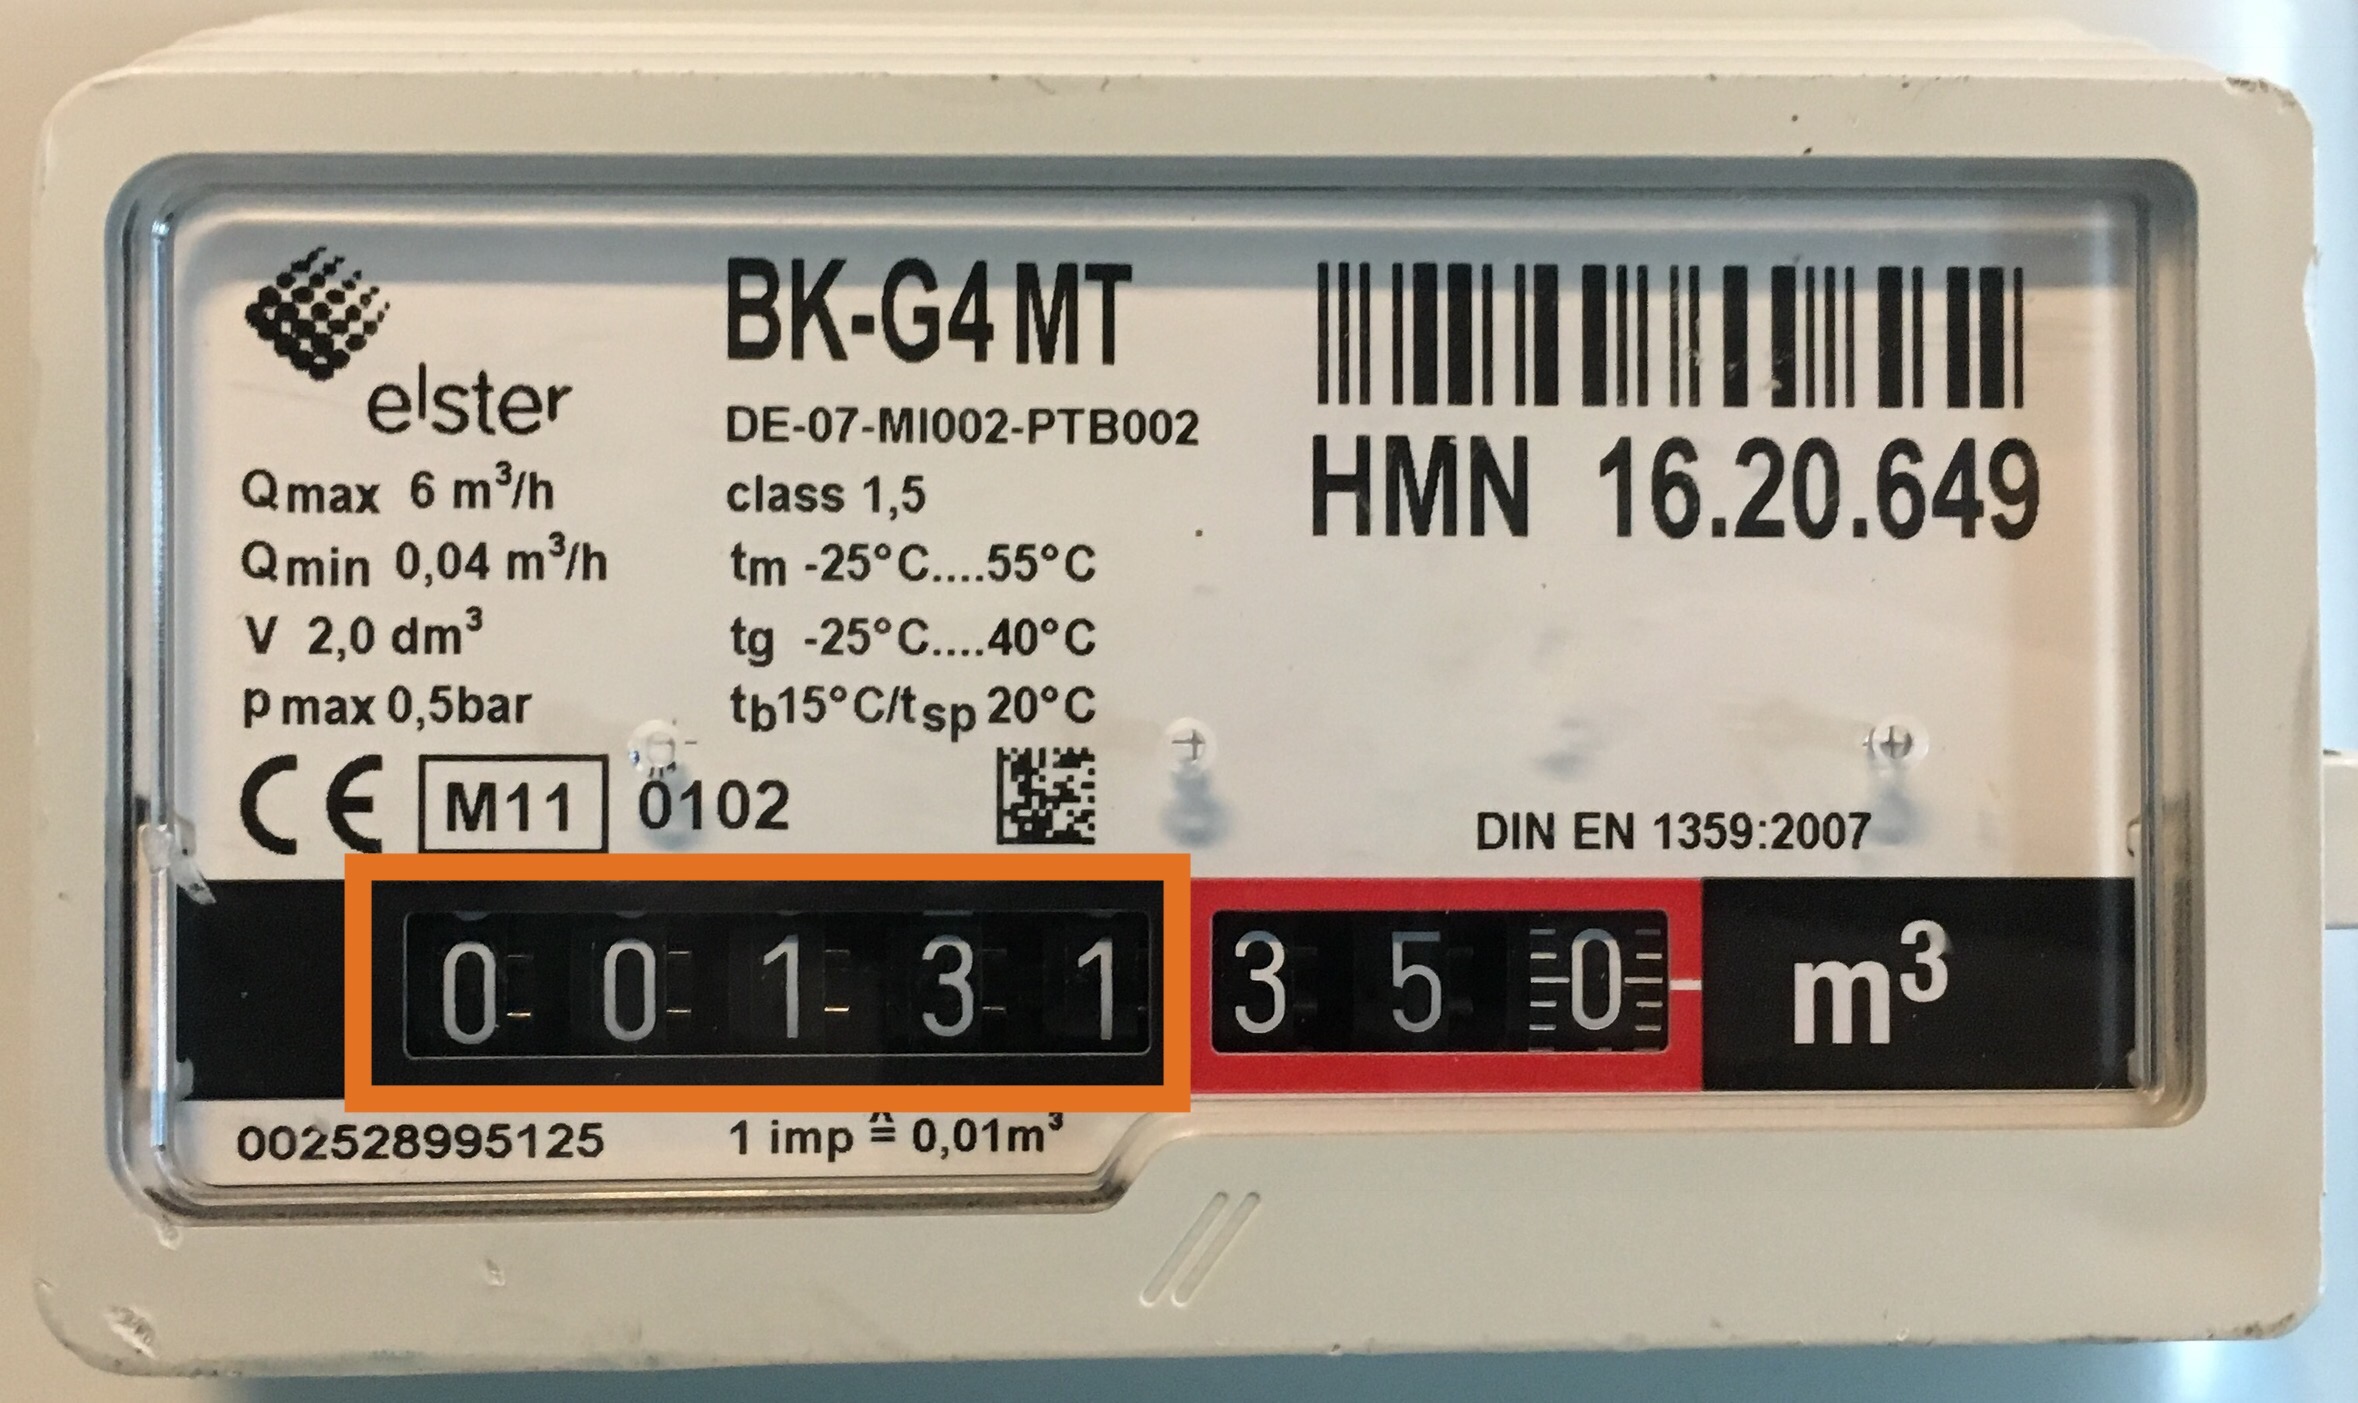 elster
BK-G4 MT
DE-07-MI002-PTB002
HMN 16.20.649
Qmax 6 m³/h
class 1,5
Qmin 0,04 m³/h
tm -25°C....55°C
V 2,0 dm³
tg -25°C....40°C
p max 0,5bar
tb15°C/tsp 20°C
CE M11 0102
DIN EN 1359:2007
0 0 1 3 1 3 5 0 m³
002528995125
1 imp ≙ 0,01m³